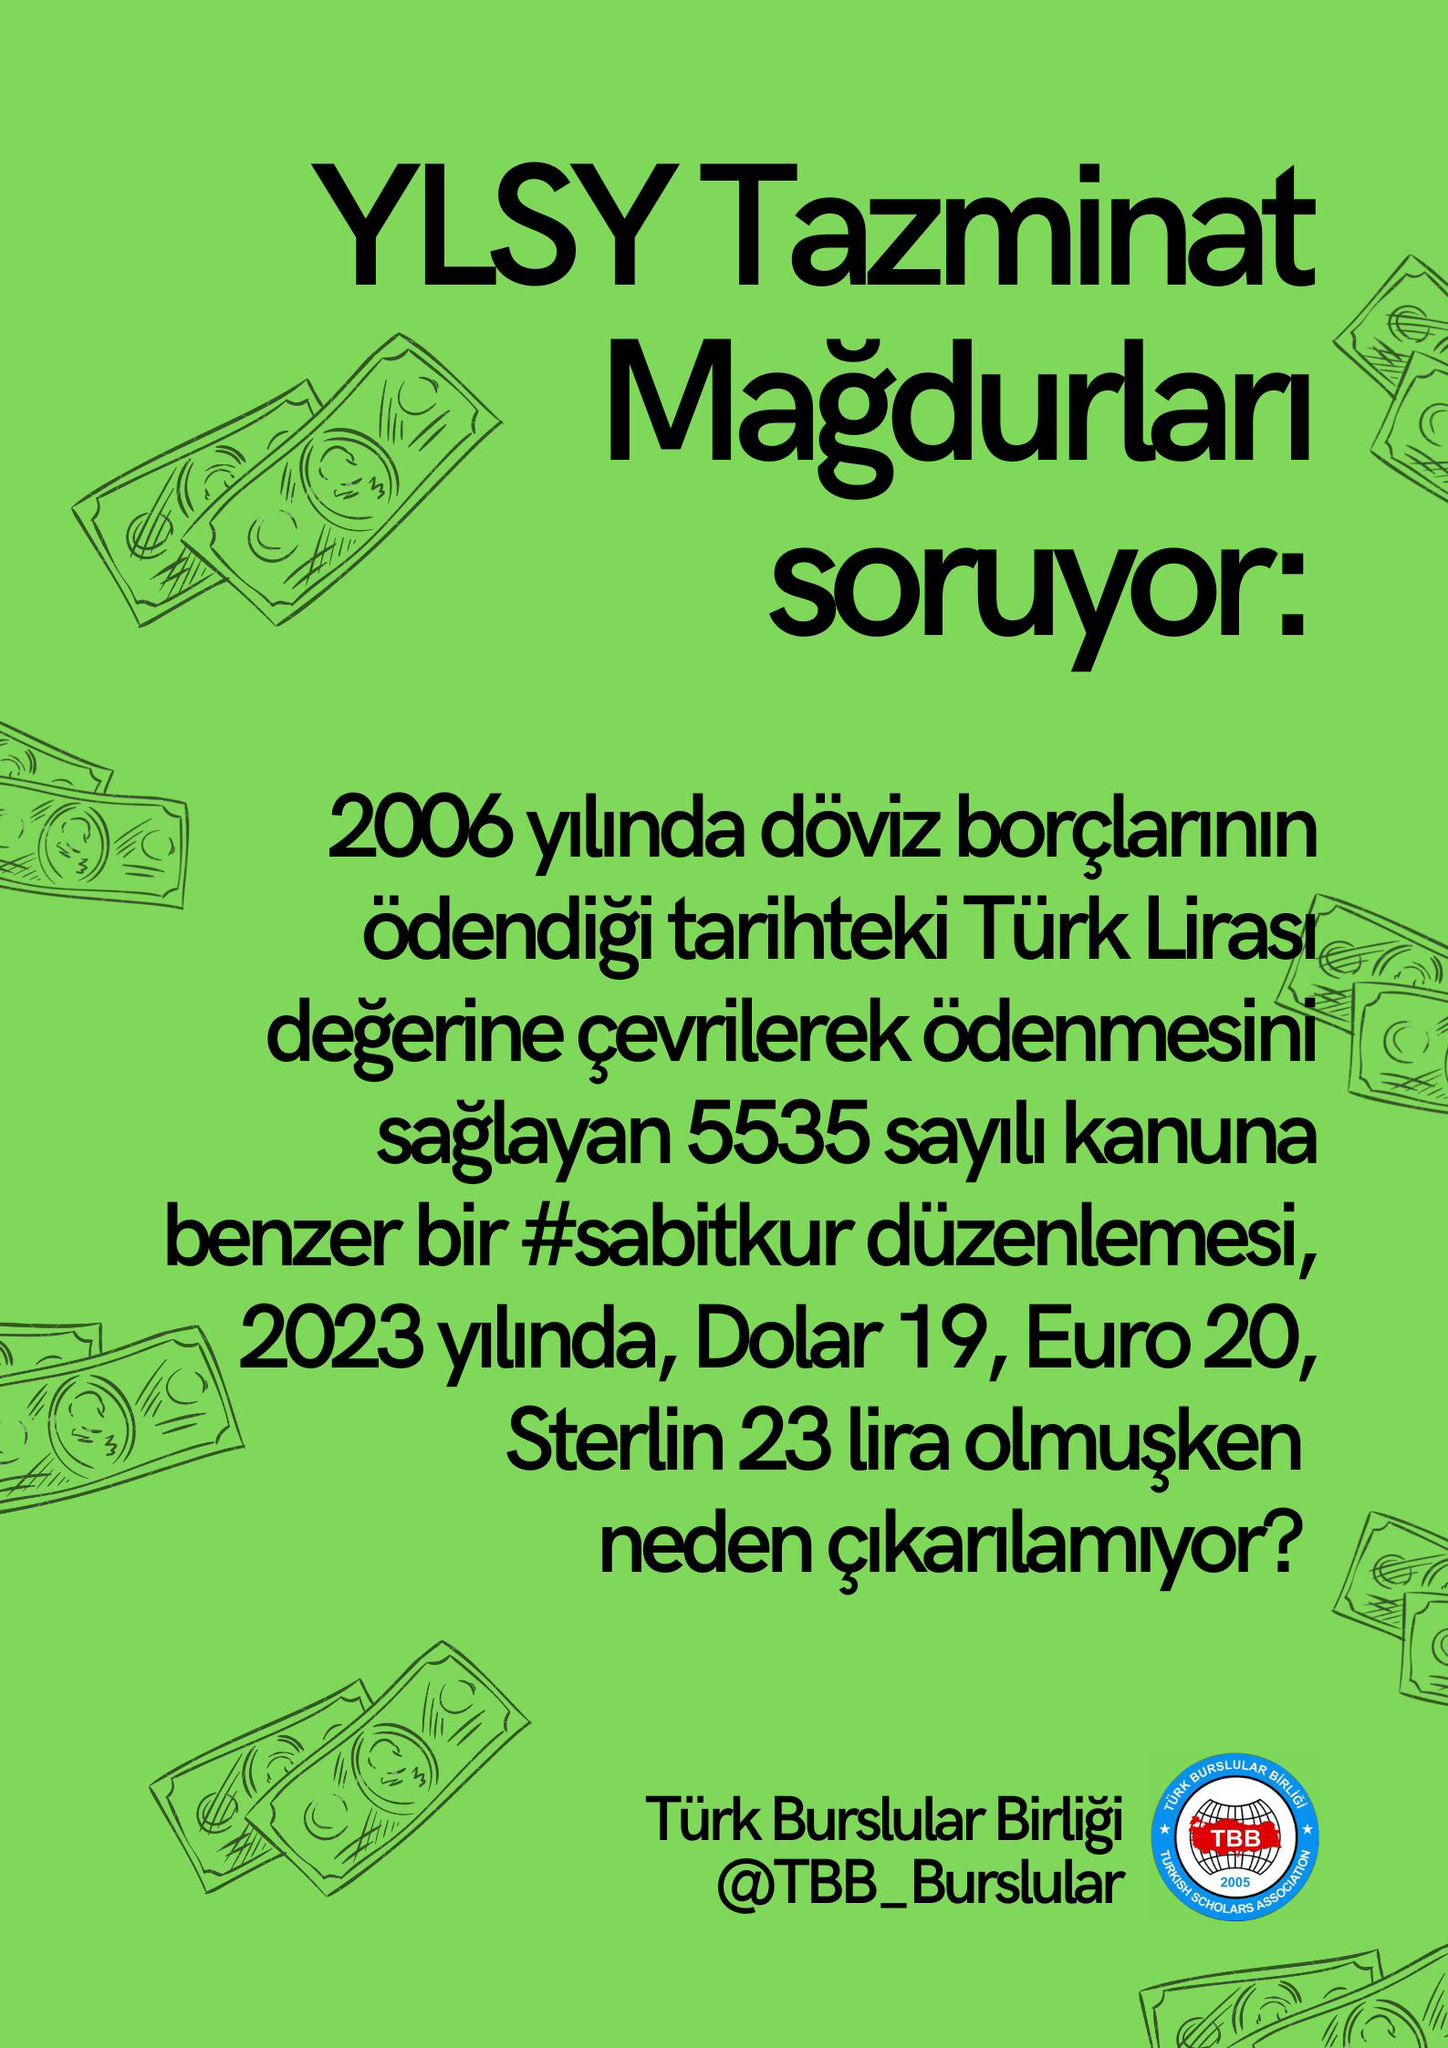 YLSY Tazminat
Mağdurları
soruyor:
2006 yılında döviz borçlarının
ödendiği tarihteki Türk Lirası
değerine çevrilerek ödenmesini
sağlayan 5535 sayılı kanuna
benzer bir #sabitkur düzenlemesi,
2023 yılında, Dolar 19, Euro 20,
Sterlin 23 lira olmuşken
neden çıkarılamıyor?
Türk Burslular Birliği
@TBB_Burslular
TÜRK BURSLULAR BİRLİĞİ
TBB
2005
TURKISH SCHOLARS ASSOCIATION